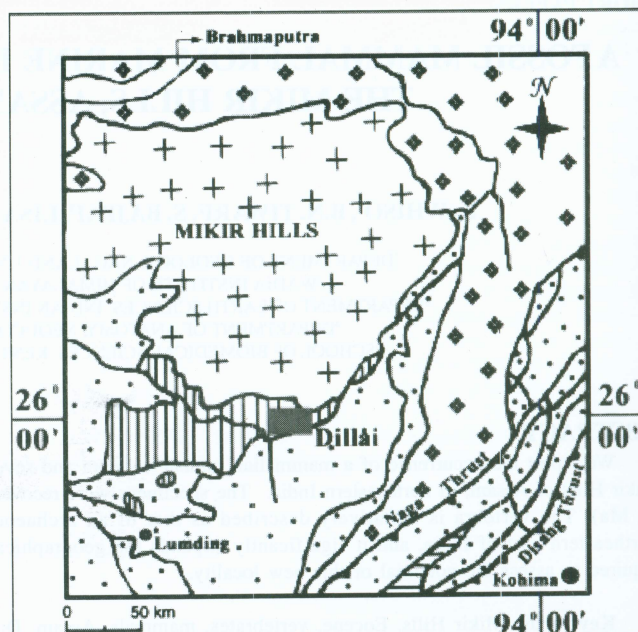 94° 00'
Brahmaputra
N
MIKIR HILLS
26° 00'
26° 00'
Dillai
Naga Thrust
Disang Thrust
Lumding
Kohima
0 50 km
94° 00'